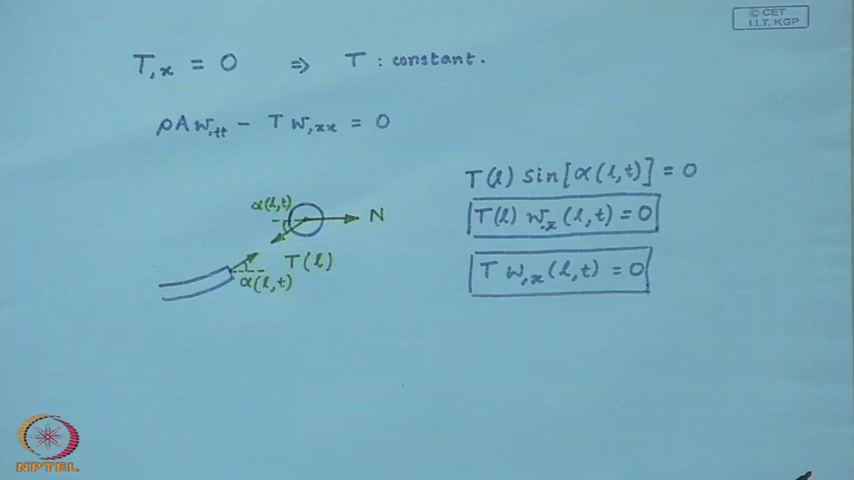 © CET
I.I.T. KGP
T,x = 0 ⇒ T : constant.
ρA w,tt - T w,xx = 0
T(l) sin[α(l,t)] = 0
α(l,t)
N
T(l) w,x(l,t) = 0
T(l)
α(l,t)
T w,x(l,t) = 0
NPTEL